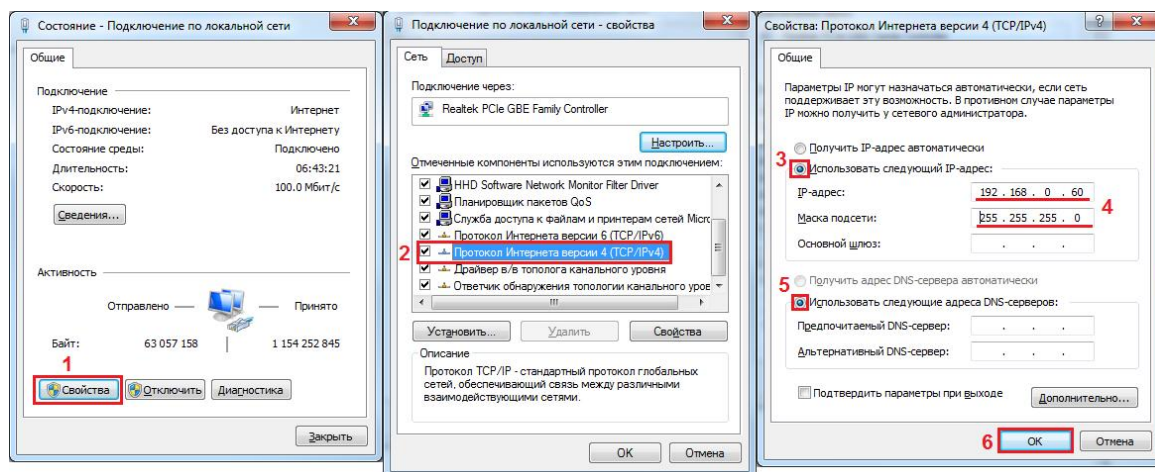 Состояние - Подключение по локальной сети
Общие
Подключение
IPv4-подключение: Интернет
IPv6-подключение: Без доступа к Интернету
Состояние среды: Подключено
Длительность: 06:43:21
Скорость: 100.0 Мбит/с
Сведения...
Активность
Отправлено — — Принято
Байт: 63 057 158 | 1 154 252 845
1
Свойства Отключить Диагностика
Закрыть
Подключение по локальной сети - свойства
Сеть Доступ
Подключение через:
Realtek PCIe GBE Family Controller
Настроить...
Отмеченные компоненты используются этим подключением:
HHD Software Network Monitor Filter Driver
Планировщик пакетов QoS
Служба доступа к файлам и принтерам сетей Micro
Протокол Интернета версии 6 (TCP/IPv6)
2 Протокол Интернета версии 4 (TCP/IPv4)
Драйвер в/в тополога канального уровня
Ответчик обнаружения топологии канального уров
Установить... Удалить Свойства
Описание
Протокол TCP/IP - стандартный протокол глобальных
сетей, обеспечивающий связь между различными
взаимодействующими сетями.
ОК Отмена
Свойства: Протокол Интернета версии 4 (TCP/IPv4)
Общие
Параметры IP могут назначаться автоматически, если сеть
поддерживает эту возможность. В противном случае параметры
IP можно получить у сетевого администратора.
Получить IP-адрес автоматически
3 Использовать следующий IP-адрес:
IP-адрес: 192 . 168 . 0 . 60
4
Маска подсети: 255 . 255 . 255 . 0
Основной шлюз: . . .
Получить адрес DNS-сервера автоматически
5 Использовать следующие адреса DNS-серверов:
Предпочитаемый DNS-сервер: . . .
Альтернативный DNS-сервер: . . .
Подтвердить параметры при выходе
Дополнительно...
6 ОК Отмена